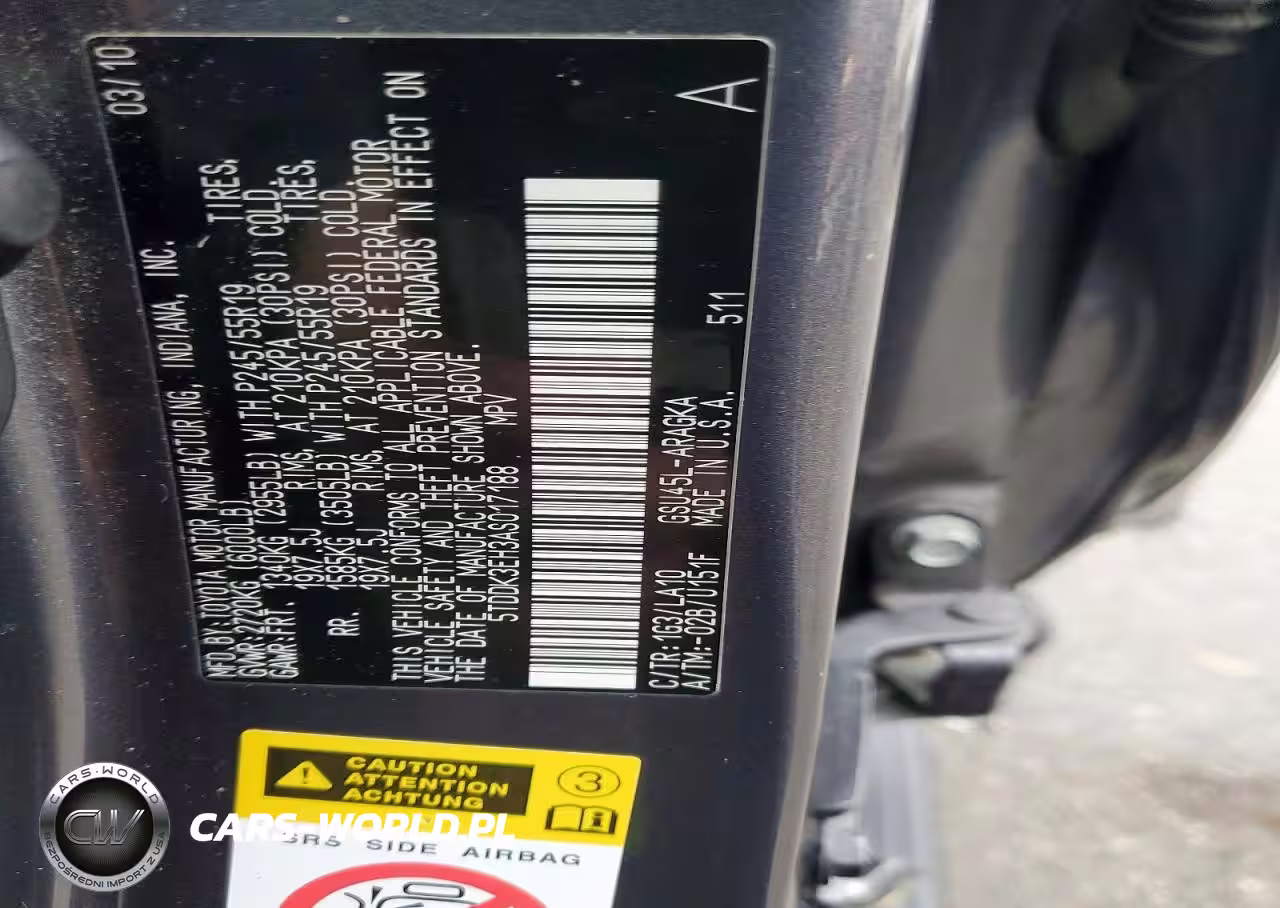 03/10
MFD.BY:TOYOTA MOTOR MANUFACTURING, INDIANA, INC.
GVWR:2720KG (6000LB)
GAWR:FRT. 1340KG (2955LB) WITH P245/55R19 TIRES,
19X7.5J RIMS, AT 210KPA (30PSI) COLD.
RR. 1585KG (3505LB) WITH P245/55R19 TIRES,
19X7.5J RIMS, AT 210KPA (30PSI) COLD.
THIS VEHICLE CONFORMS TO ALL APPLICABLE FEDERAL MOTOR
VEHICLE SAFETY AND THEFT PREVENTION STANDARDS IN EFFECT ON
THE DATE OF MANUFACTURE SHOWN ABOVE.
5TDDK3EH3AS017188 MPV
C/TR:1G3/LA10 GSU45L-ARAGKA
A/TM:-02B/U151F MADE IN U.S.A. 511
A
CAUTION
ATTENTION
ACHTUNG
3
SRS SIDE AIRBAG
CARS-WORLD
CW
BEZPOŚREDNI IMPORT Z USA
CARS-WORLD.PL